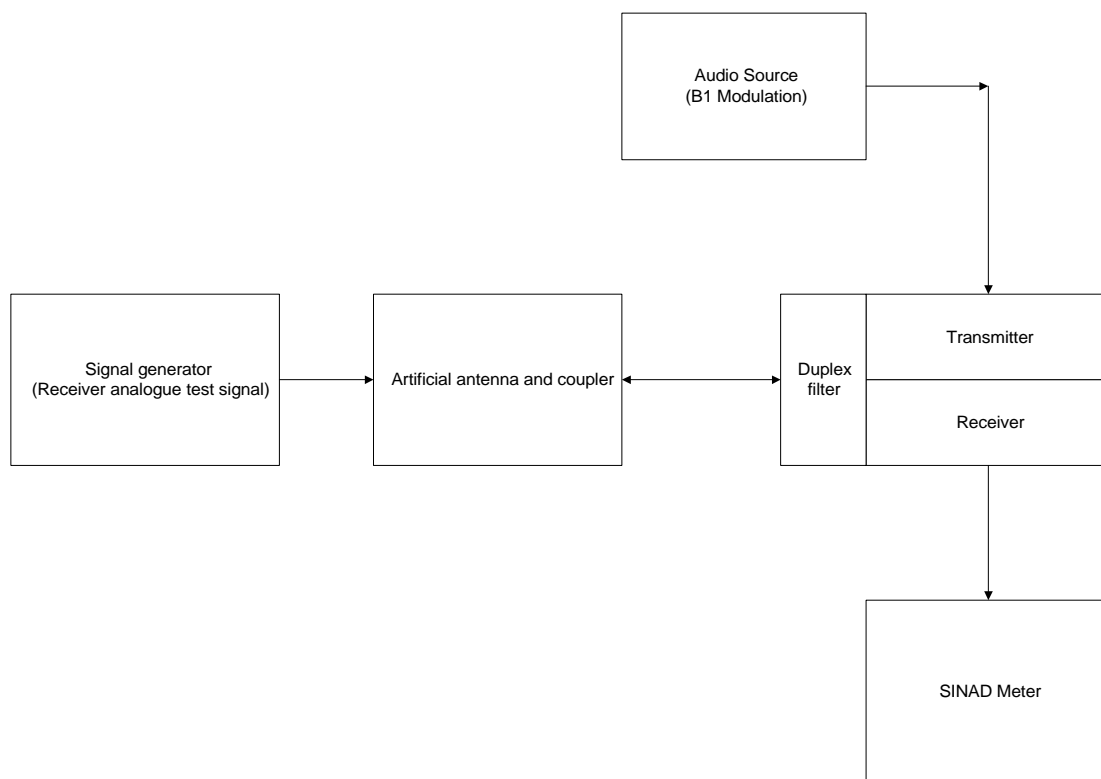 Audio Source
(B1 Modulation)
Signal generator
(Receiver analogue test signal)
Artificial antenna and coupler
Duplex
filter
Transmitter
Receiver
SINAD Meter